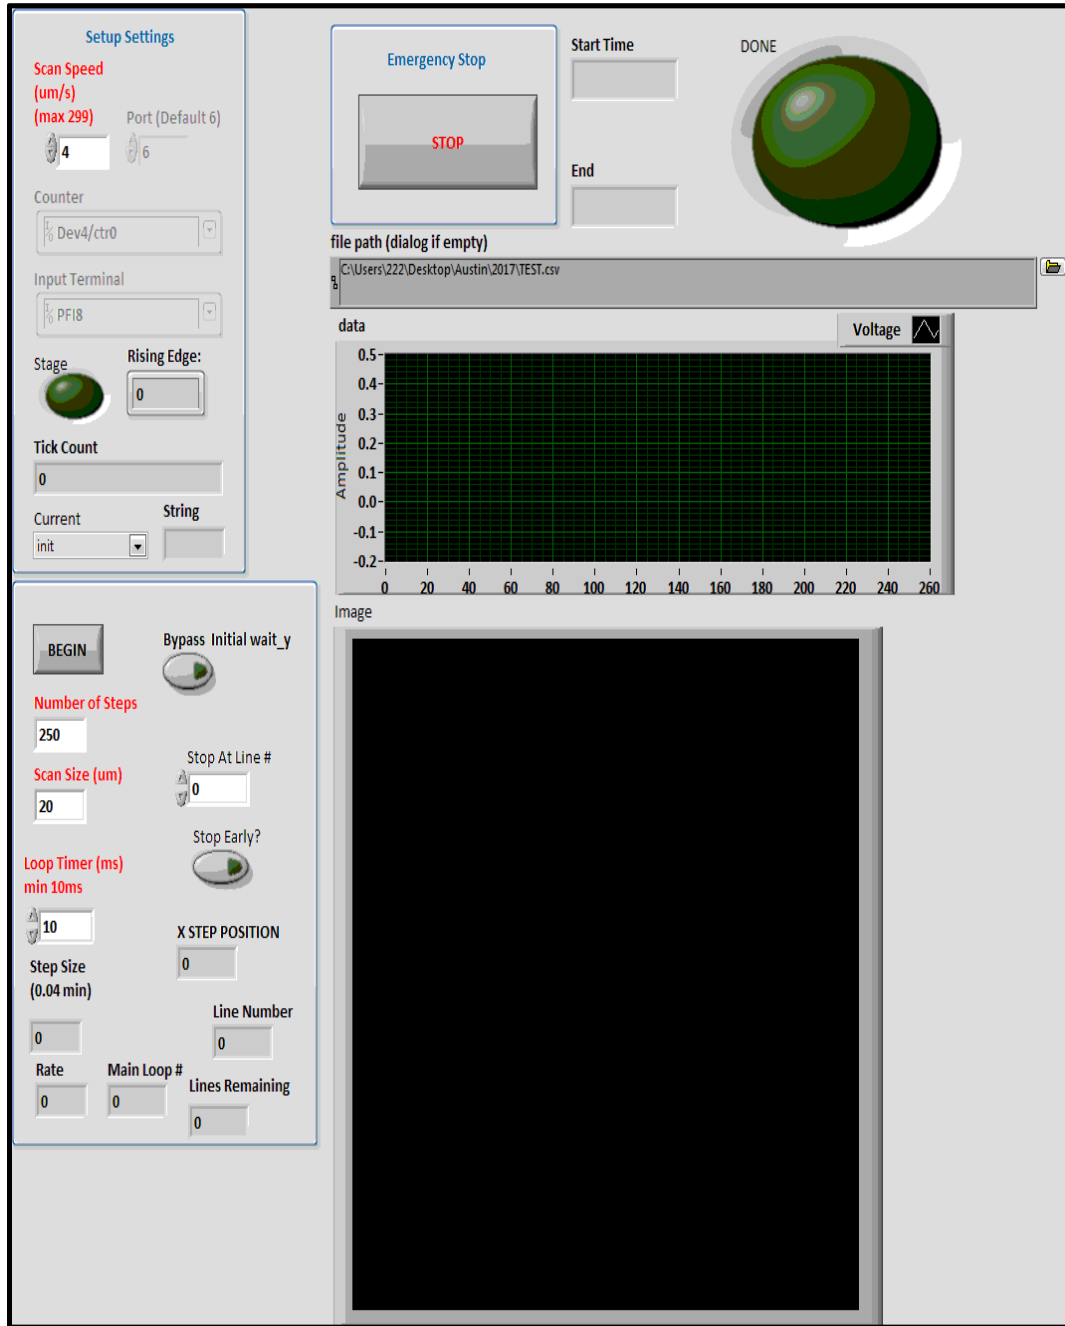 Setup Settings
Scan Speed
(um/s)
(max 299)
Port (Default 6)
4
6
Counter
I/O Dev4/ctr0
Input Terminal
I/O PFI8
Stage
Rising Edge:
0
Tick Count
0
Current
String
init
BEGIN
Bypass Initial wait_y
Number of Steps
250
Stop At Line #
0
Scan Size (um)
20
Stop Early?
Loop Timer (ms)
min 10ms
10
X STEP POSITION
0
Step Size
(0.04 min)
0
Line Number
0
Rate
0
Main Loop #
0
Lines Remaining
0
Emergency Stop
STOP
Start Time
End
DONE
file path (dialog if empty)
C:\Users\222\Desktop\Austin\2017\TEST.csv
data
Voltage
Amplitude
0.5
0.4
0.3
0.2
0.1
0.0
-0.1
-0.2
0 20 40 60 80 100 120 140 160 180 200 220 240 260
Image